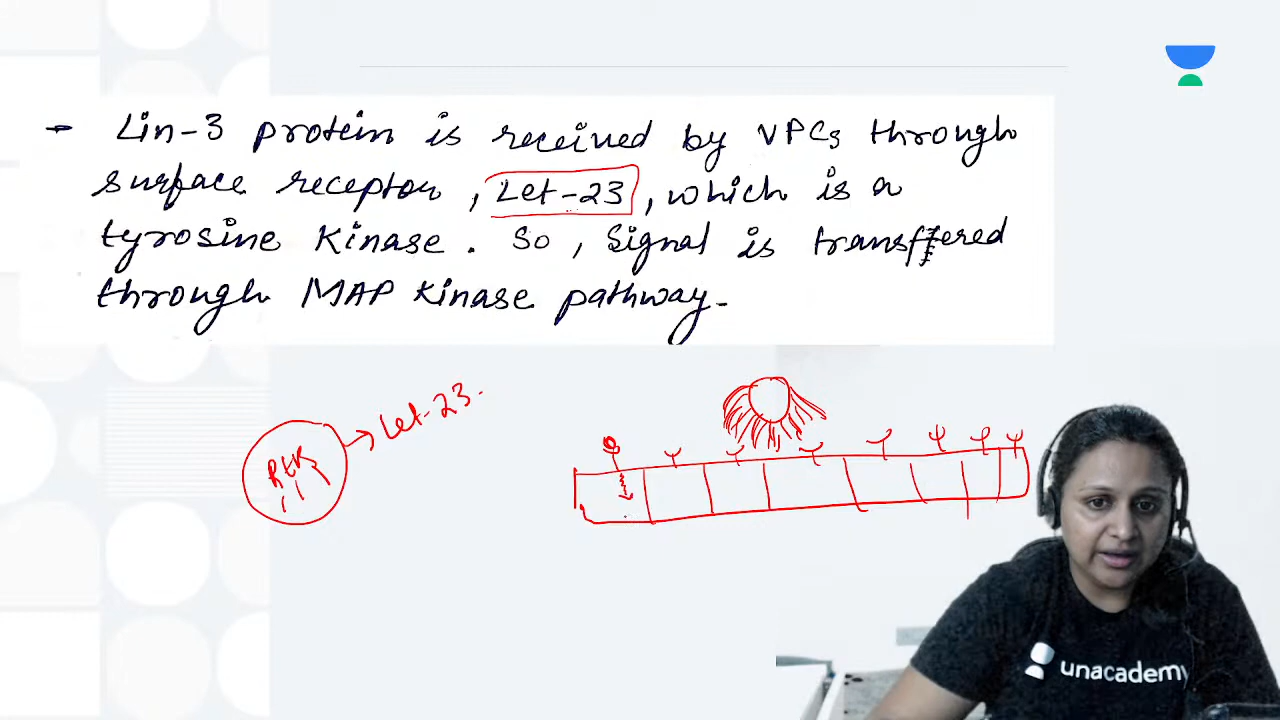 Lin-3 protein is received by VPCs through
surface receptor, Let-23, which is a
tyrosine kinase. So, Signal is transfered
through MAP kinase pathway.
RTK
Let-23.
unacademy